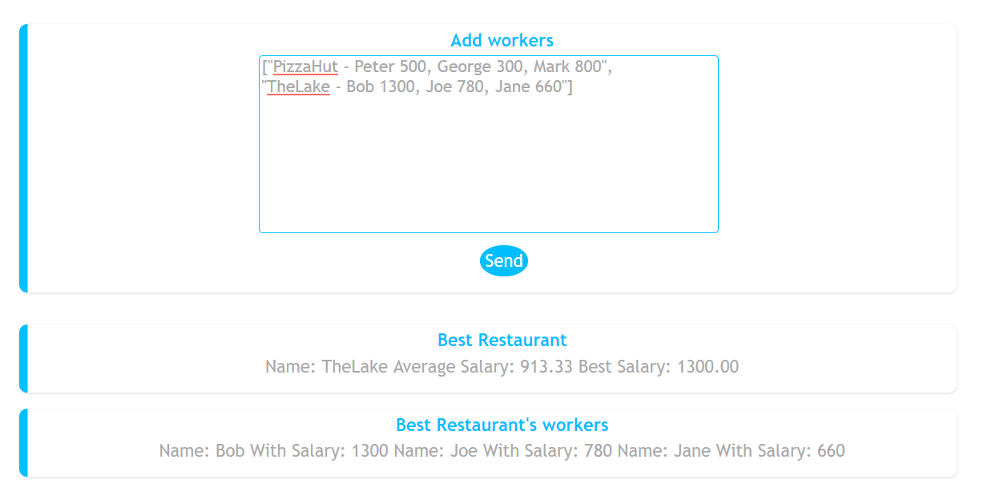 Add workers
["PizzaHut - Peter 500, George 300, Mark 800",
"TheLake - Bob 1300, Joe 780, Jane 660"]
Send
Best Restaurant
Name: TheLake Average Salary: 913.33 Best Salary: 1300.00
Best Restaurant's workers
Name: Bob With Salary: 1300 Name: Joe With Salary: 780 Name: Jane With Salary: 660